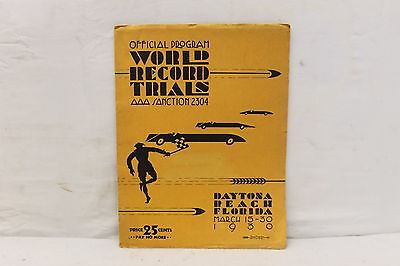 OFFICIAL PROGRAM
WORLD
RECORD
TRIALS
AAA SANCTION 2304
DAYTONA
BEACH
FLORIDA
MARCH 15-30
1930
PRICE 25 CENTS
PAY NO MORE